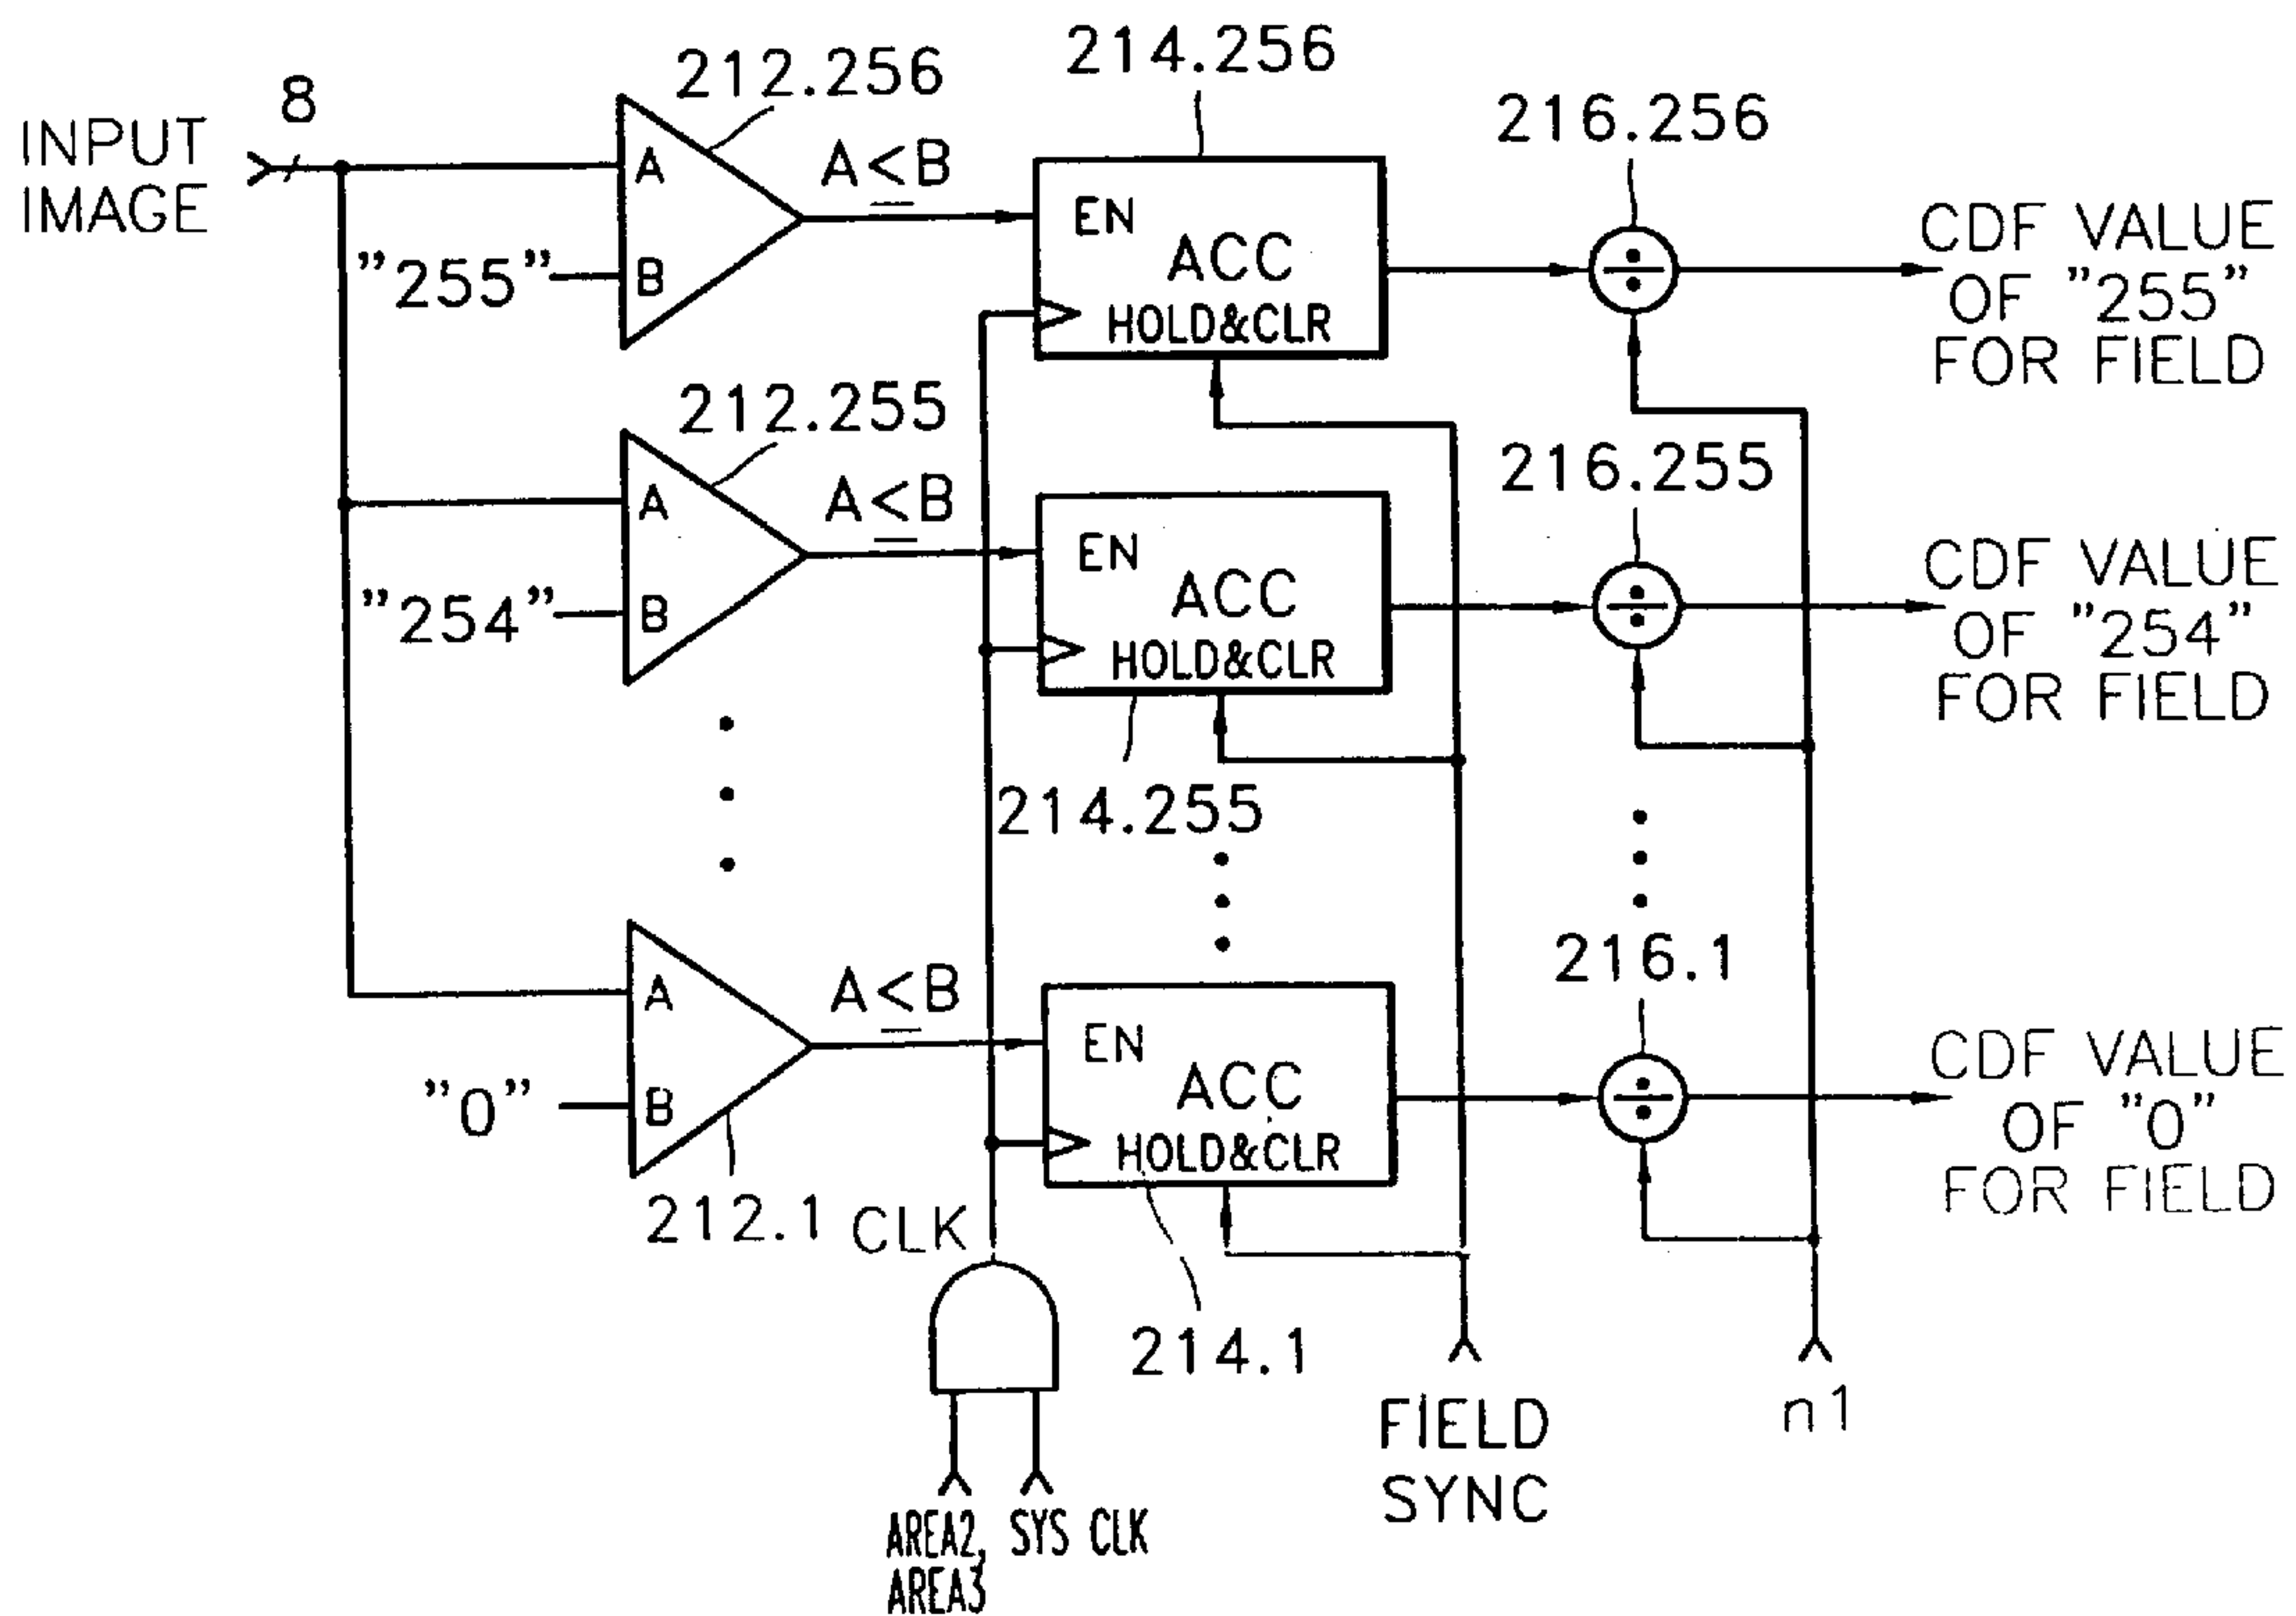 8
INPUT
IMAGE
212.256
214.256
216.256
A
A≤B
"255"
B
EN
ACC
HOLD&CLR
CDF VALUE
OF "255"
FOR FIELD
212.255
216.255
A
A≤B
"254"
B
EN
ACC
HOLD&CLR
CDF VALUE
OF "254"
FOR FIELD
214.255
216.1
A
A≤B
"0"
B
EN
ACC
HOLD&CLR
CDF VALUE
OF "0"
FOR FIELD
212.1
CLK
214.1
FIELD
SYNC
n1
AREA2,
AREA3
SYS CLK